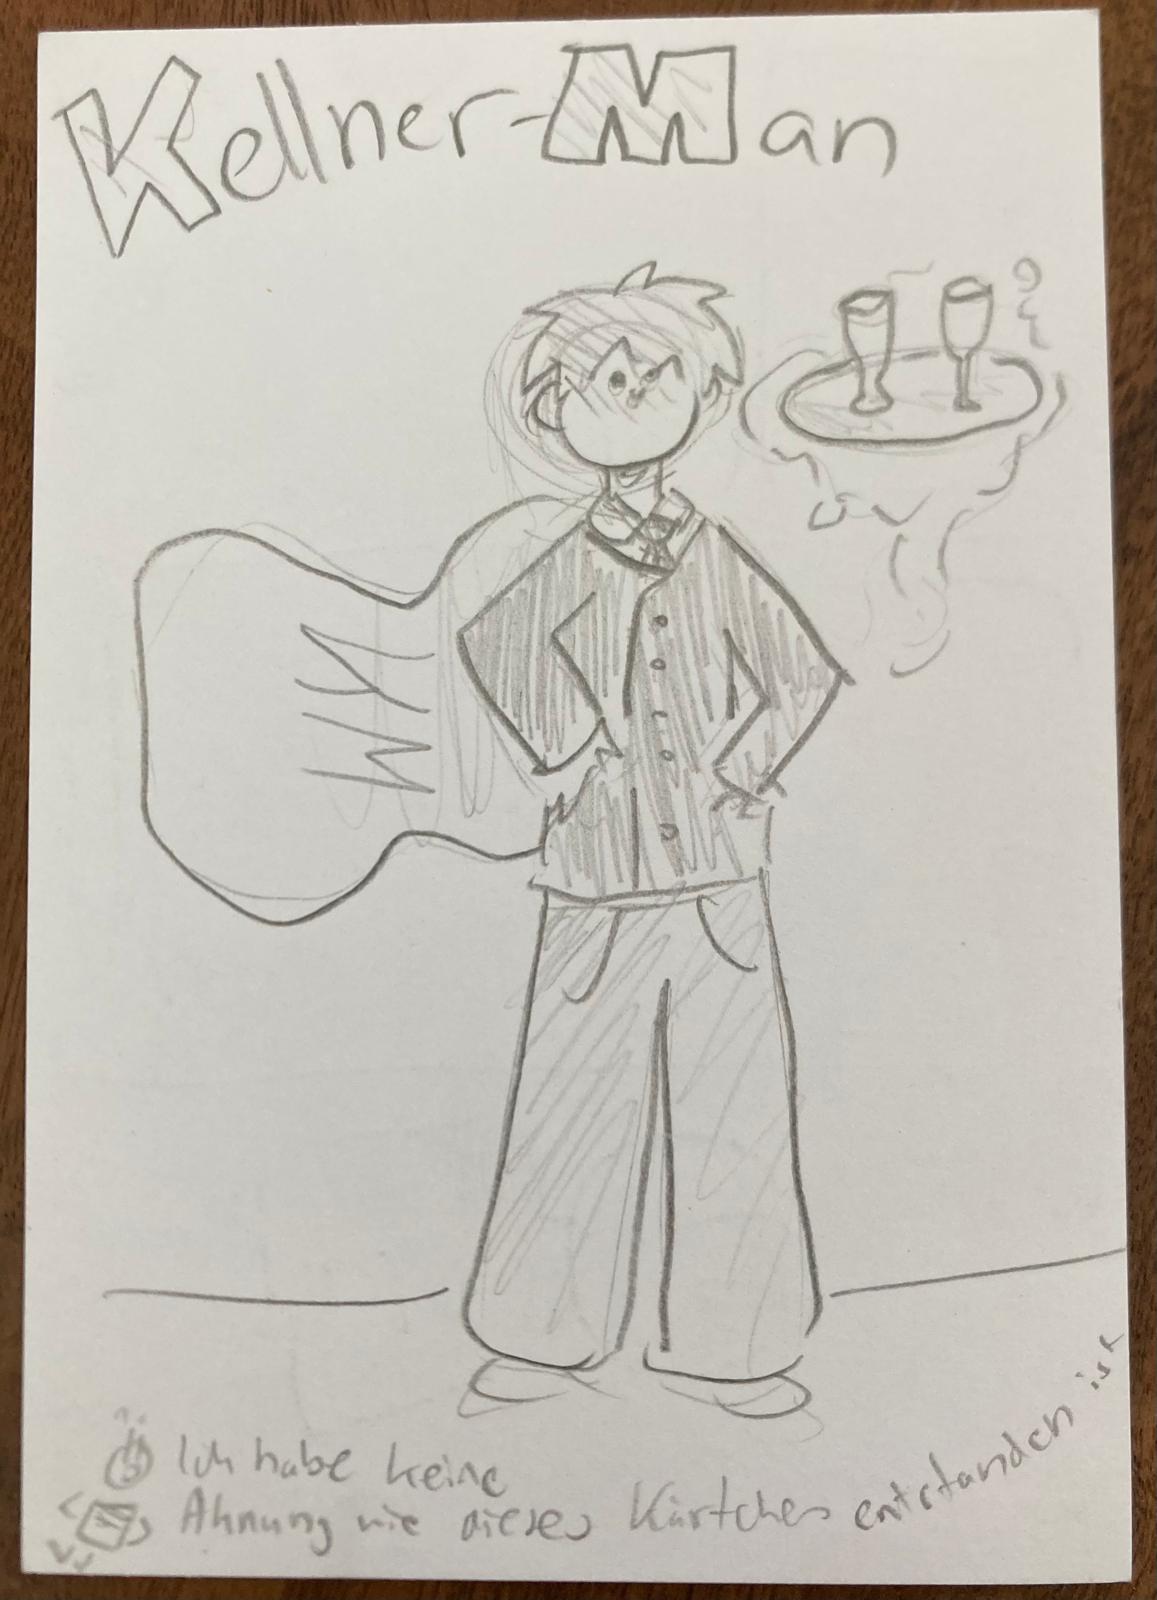 Kellner-Man
Ich habe keine
Ahnung wie dieses Kärtchen entstanden ist